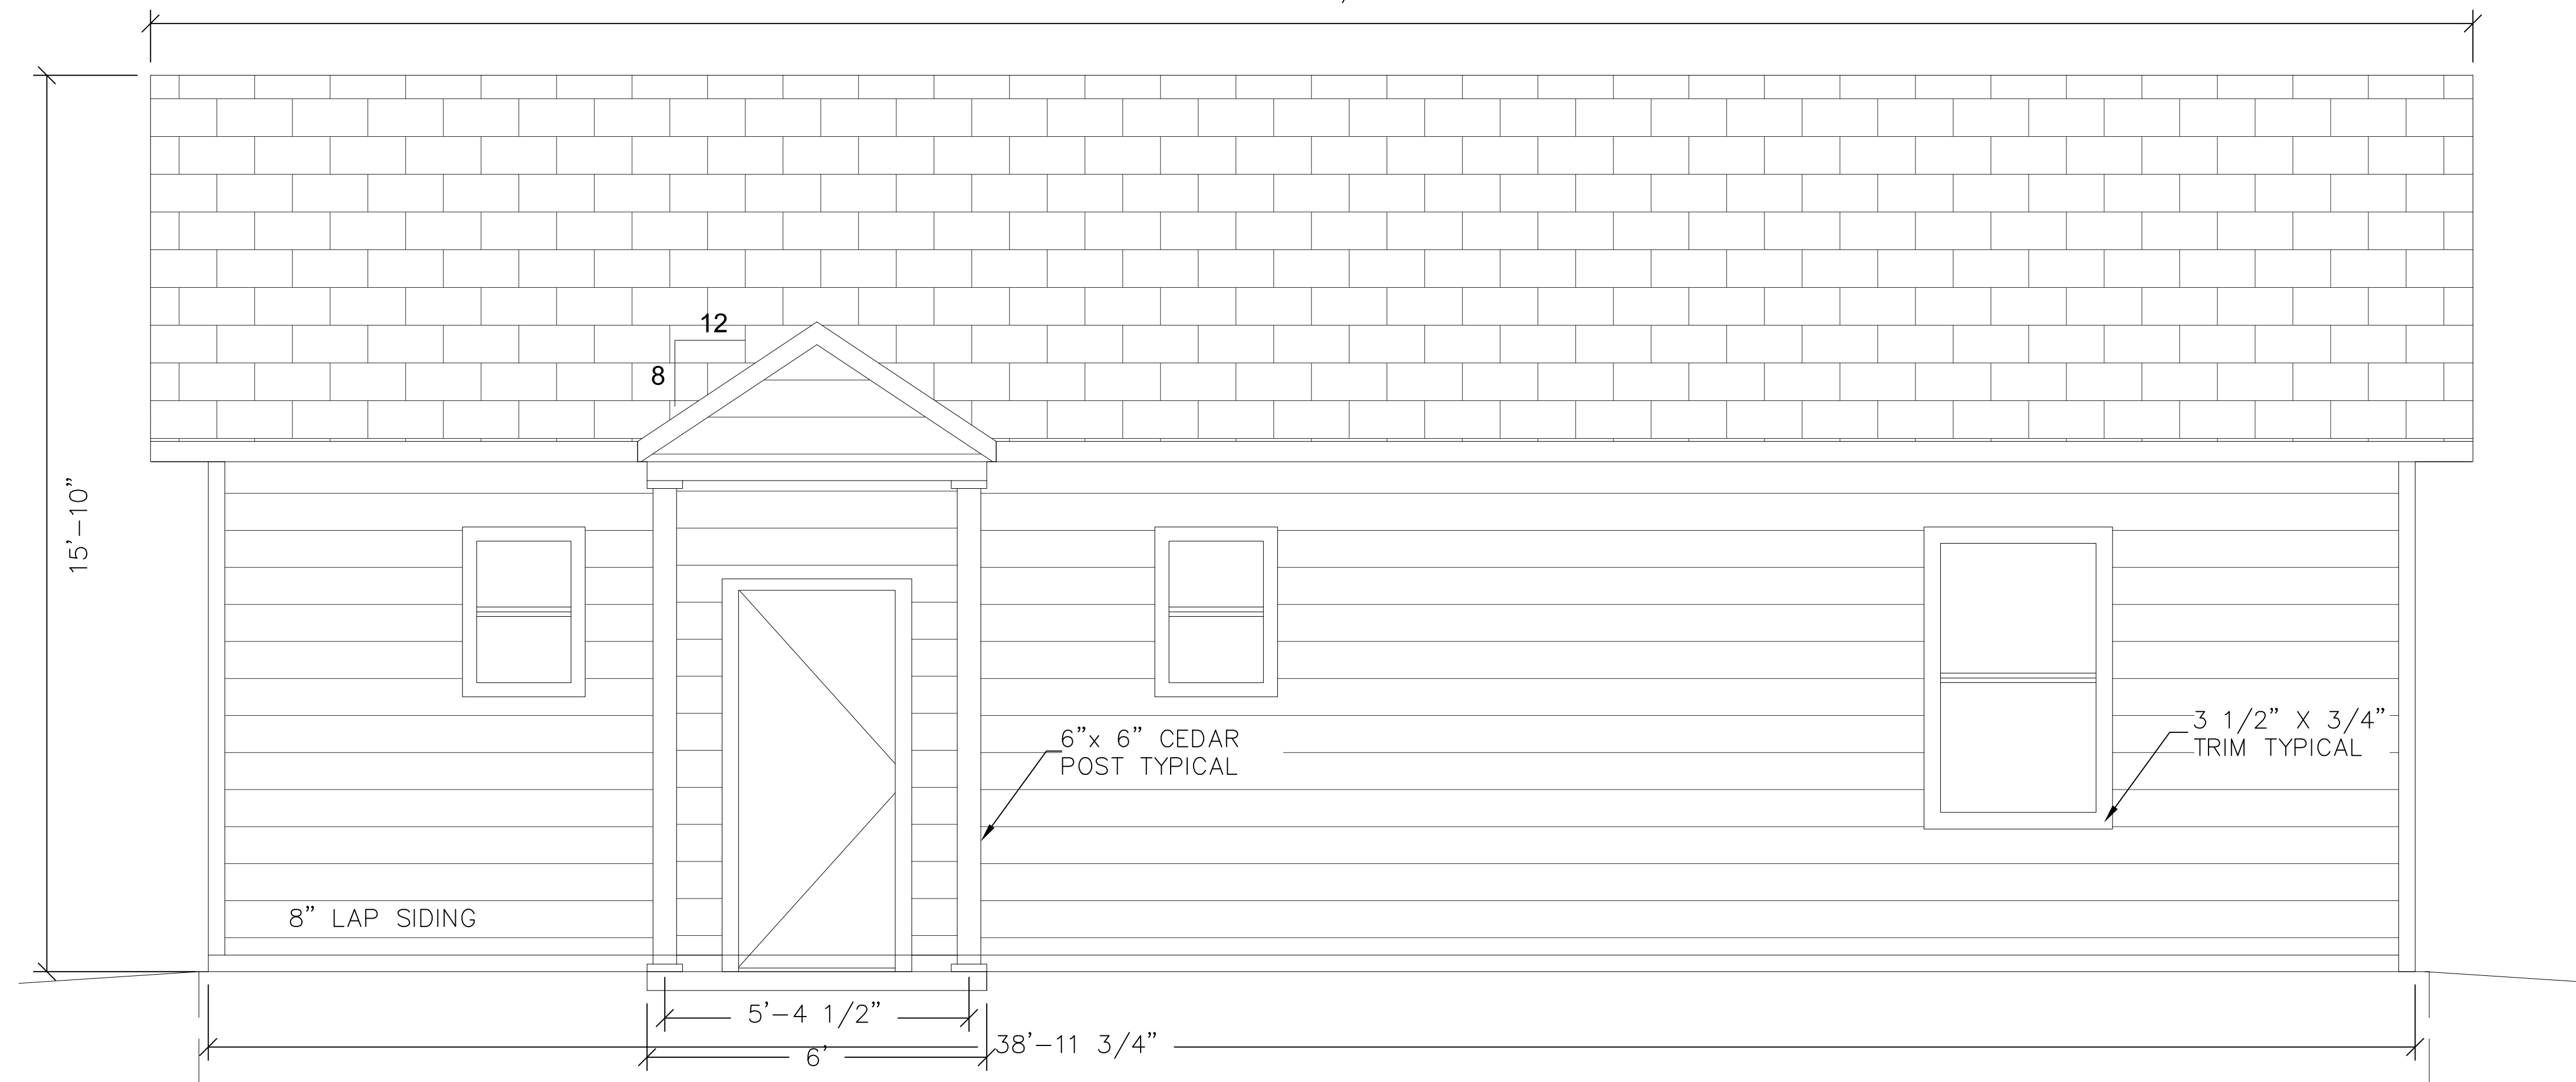 12
8
15'-10"
6"x 6" CEDAR
POST TYPICAL
3 1/2" X 3/4"
TRIM TYPICAL
8" LAP SIDING
5'-4 1/2"
38'-11 3/4"
6'